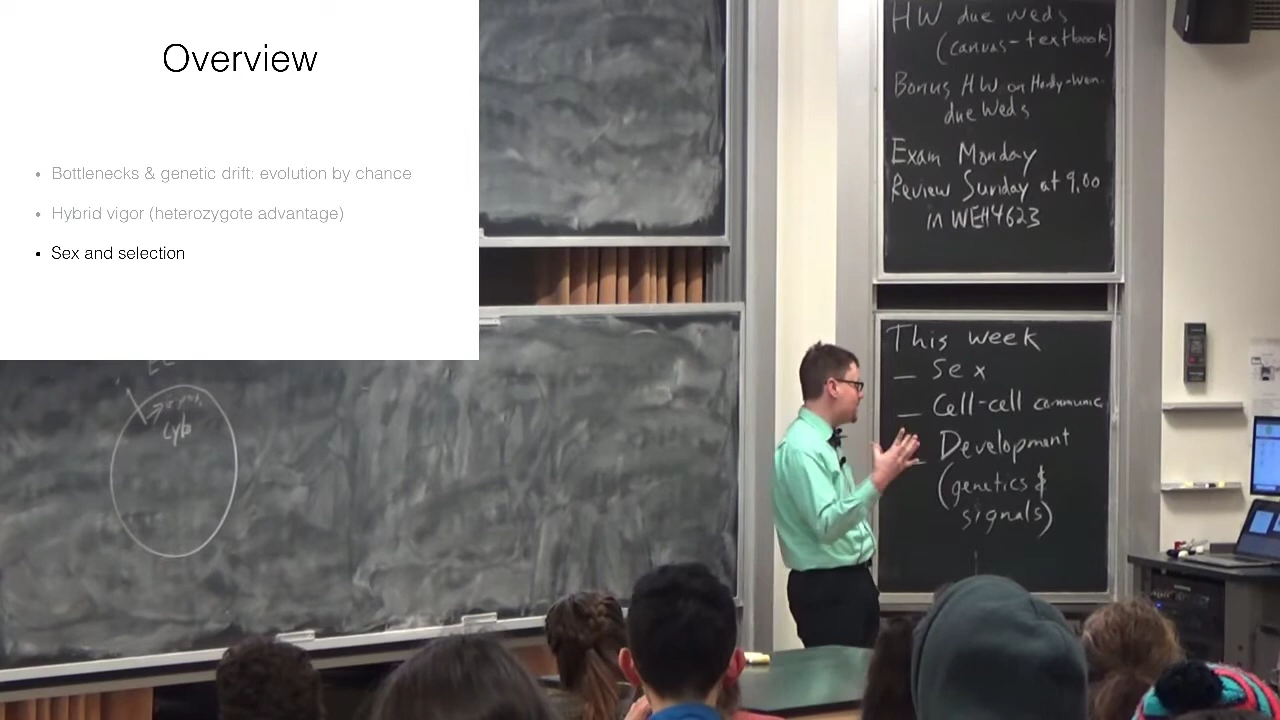 Overview
• Bottlenecks & genetic drift: evolution by chance
• Hybrid vigor (heterozygote advantage)
▪ Sex and selection
HW due Weds
(canvas-textbook)
Bonus HW on Hardy-Wein.
due Weds
Exam Monday
Review Sunday at 9:00
in WEH4623
This week
– Sex
– Cell-cell communic
– Development
(genetics &
signals)